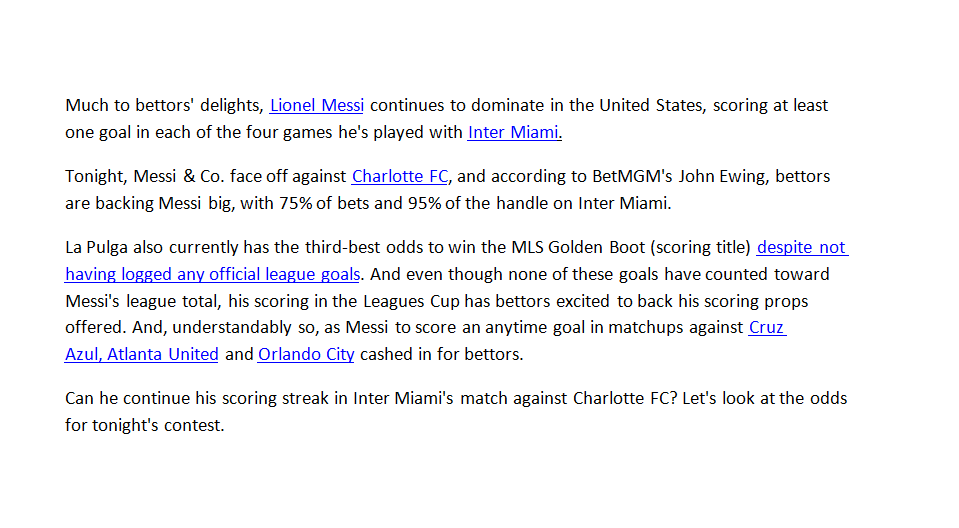 Much to bettors' delights, Lionel Messi continues to dominate in the United States, scoring at least
one goal in each of the four games he's played with Inter Miami.
Tonight, Messi & Co. face off against Charlotte FC, and according to BetMGM's John Ewing, bettors
are backing Messi big, with 75% of bets and 95% of the handle on Inter Miami.
La Pulga also currently has the third-best odds to win the MLS Golden Boot (scoring title) despite not
having logged any official league goals. And even though none of these goals have counted toward
Messi's league total, his scoring in the Leagues Cup has bettors excited to back his scoring props
offered. And, understandably so, as Messi to score an anytime goal in matchups against Cruz
Azul, Atlanta United and Orlando City cashed in for bettors.
Can he continue his scoring streak in Inter Miami's match against Charlotte FC? Let's look at the odds
for tonight's contest.